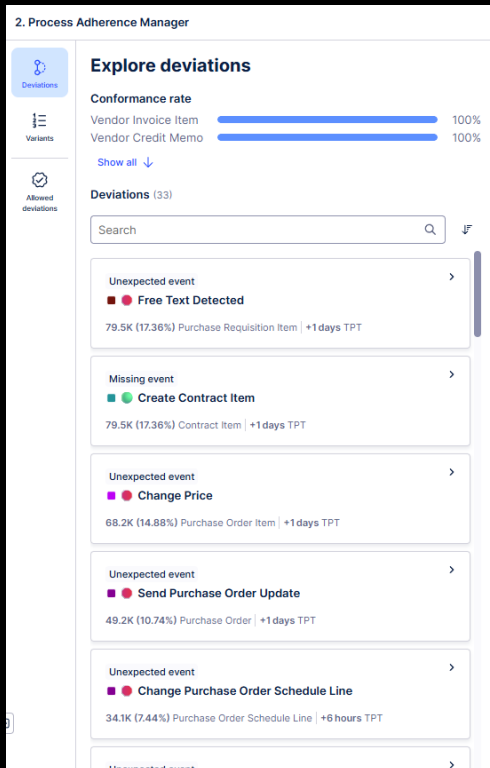 2. Process Adherence Manager
Deviations
Variants
Allowed
deviations
Explore deviations
Conformance rate
Vendor Invoice Item 100%
Vendor Credit Memo 100%
Show all
Deviations (33)
Search
Unexpected event
Free Text Detected
79.5K (17.36%) Purchase Requisition Item | +1 days TPT
Missing event
Create Contract Item
79.5K (17.36%) Contract Item | +1 days TPT
Unexpected event
Change Price
68.2K (14.88%) Purchase Order Item | +1 days TPT
Unexpected event
Send Purchase Order Update
49.2K (10.74%) Purchase Order | +1 days TPT
Unexpected event
Change Purchase Order Schedule Line
34.1K (7.44%) Purchase Order Schedule Line | +6 hours TPT